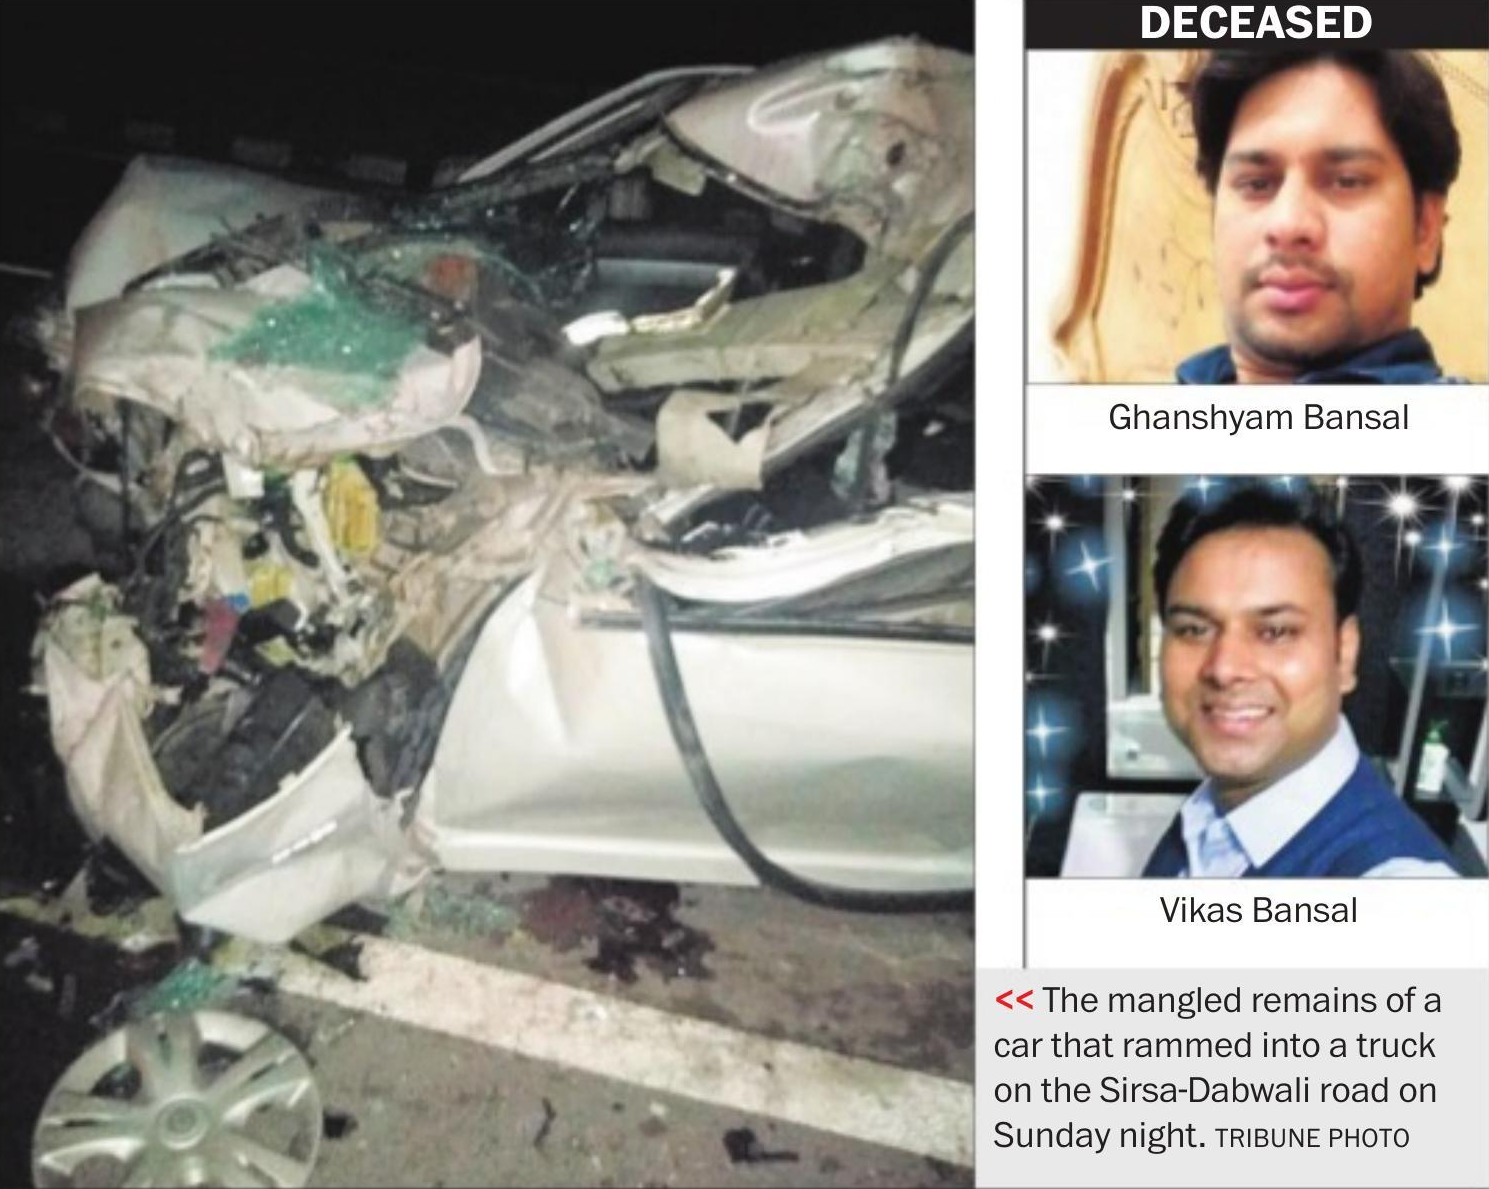 DECEASED
Ghanshyam Bansal
Vikas Bansal
<< The mangled remains of a
car that rammed into a truck
on the Sirsa-Dabwali road on
Sunday night. TRIBUNE PHOTO